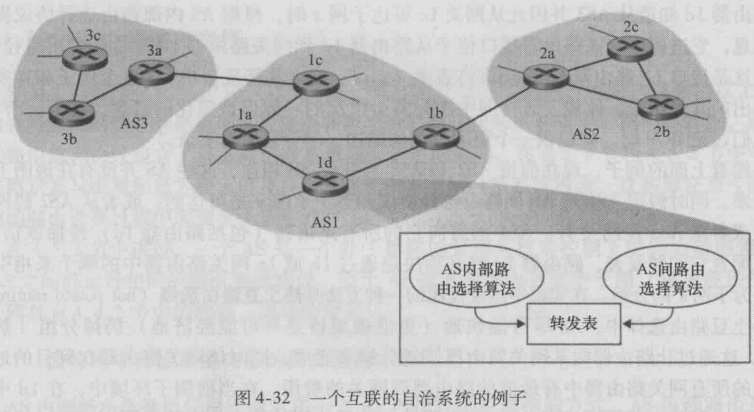 3c
3a
3b
AS3
1c
1a
1b
1d
AS1
2c
2a
2b
AS2
AS内部路
由选择算法
AS间路由
选择算法
转发表
图 4-32 一个互联的自治系统的例子